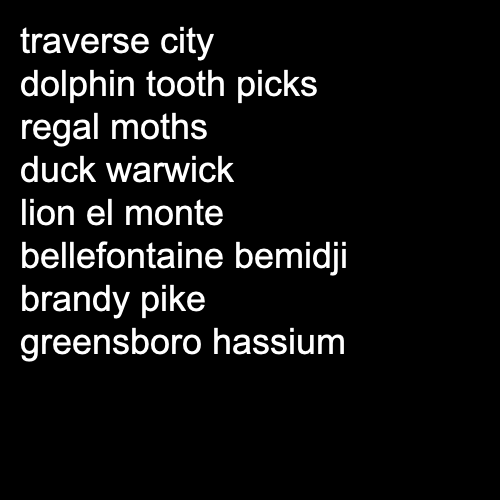 traverse city
dolphin tooth picks
regal moths
duck warwick
lion el monte
bellefontaine bemidji
brandy pike
greensboro hassium